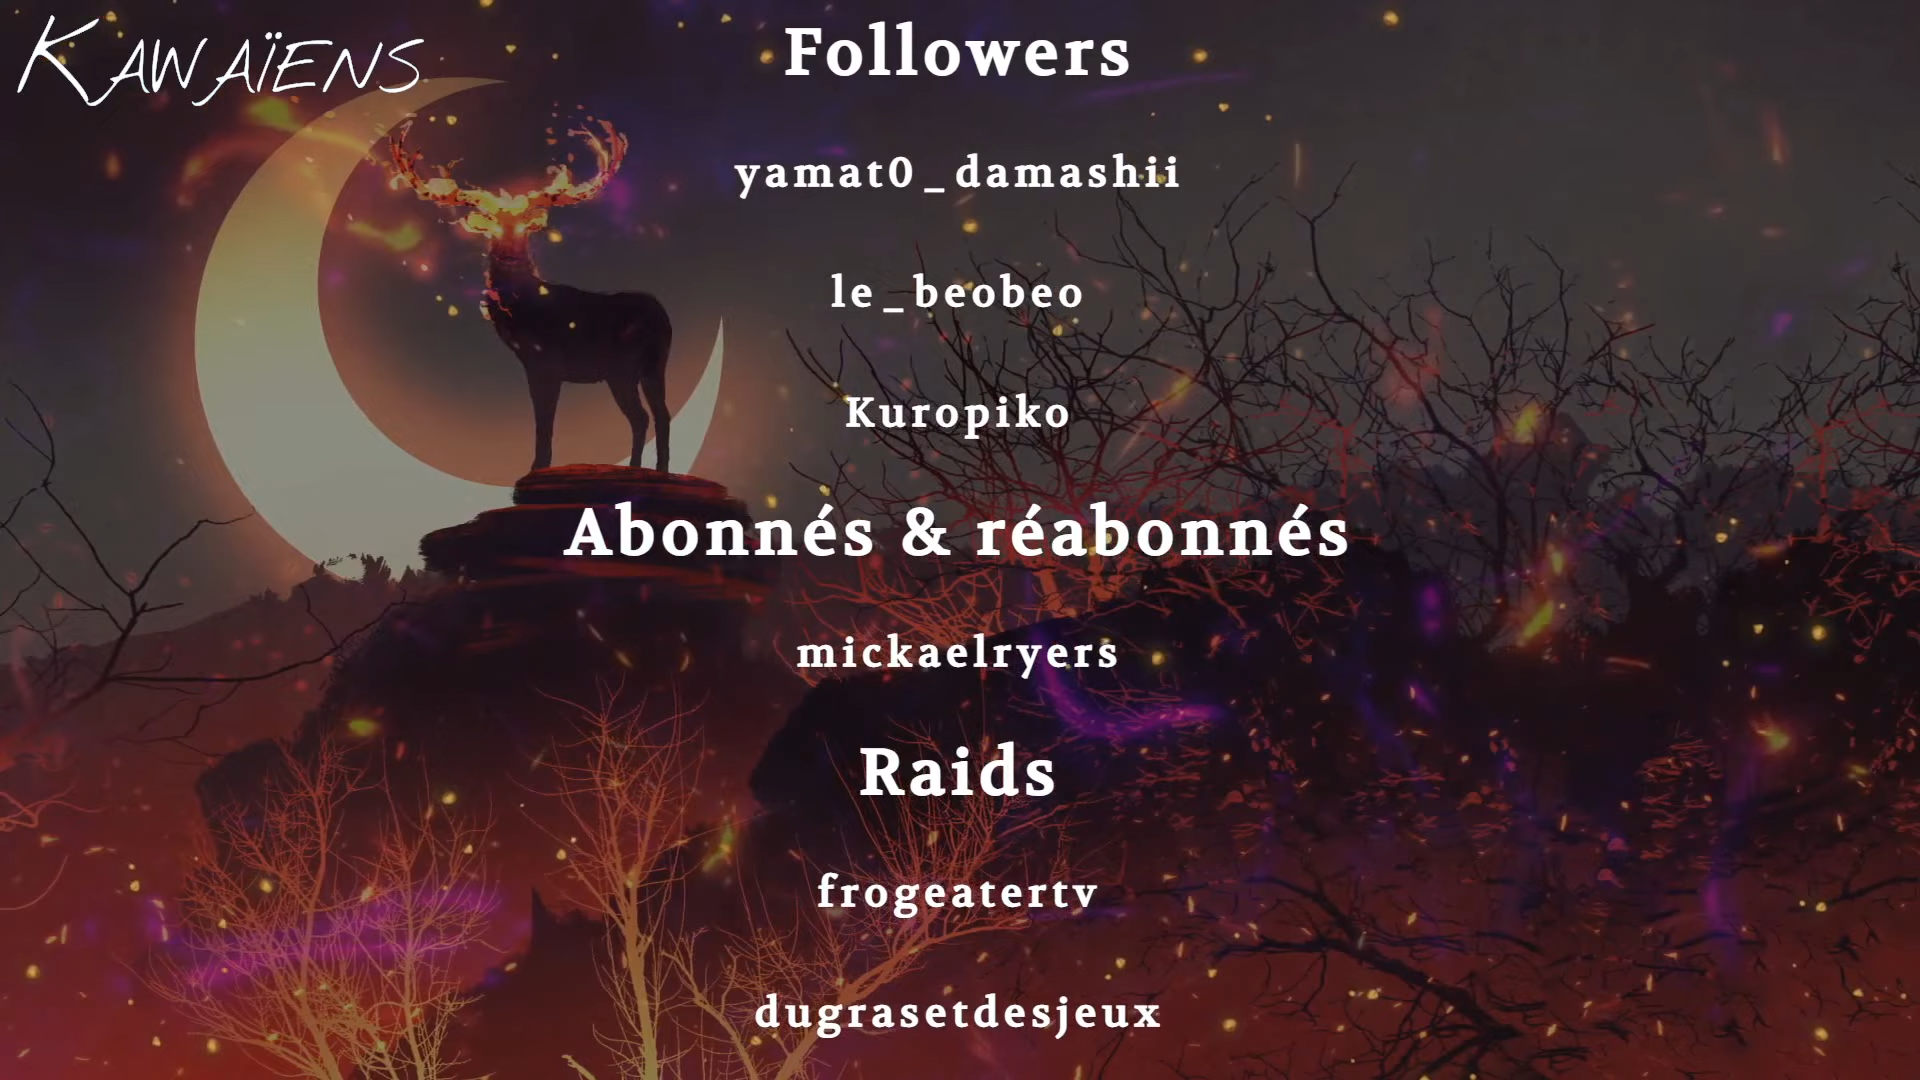 KAWAÏENS
Followers
yamat0_damashii
le_beobeo
Kuropiko
Abonnés & réabonnés
mickaelryers
Raids
frogeatertv
dugrasetdesjeux